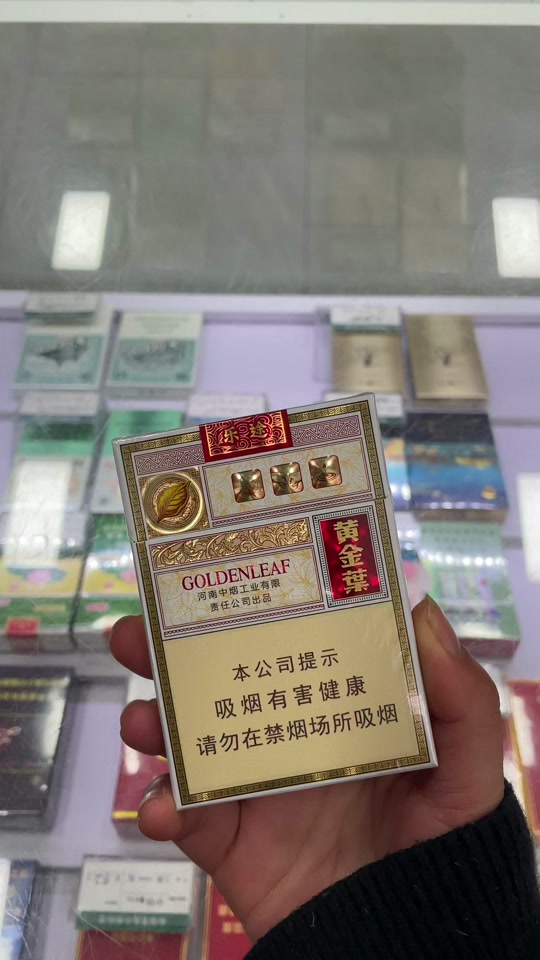 乐途
GOLDENLEAF
河南中烟工业有限
责任公司出品
黄金葉
本公司提示
吸烟有害健康
请勿在禁烟场所吸烟